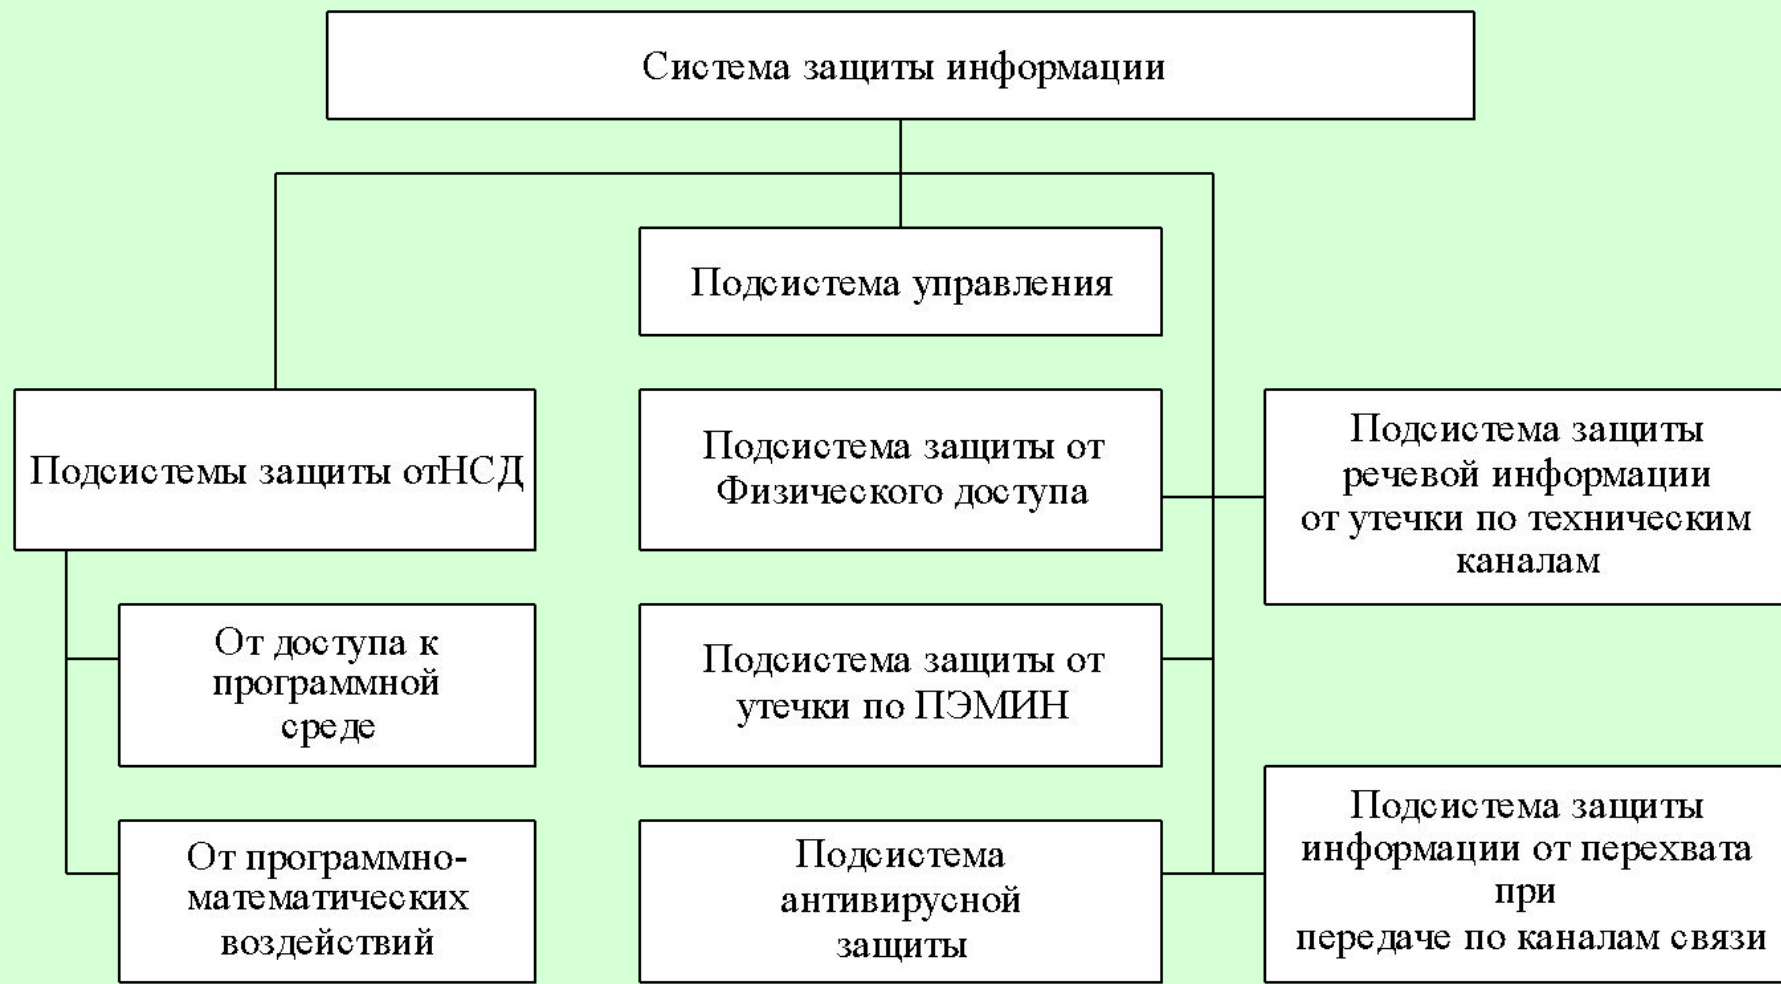 Система защиты информации
Подсистема управления
Подсистемы защиты отНСД
От доступа к
программной
среде
От программно-
математических
воздействий
Подсистема защиты от
Физического доступа
Подсистема защиты от
утечки по ПЭМИН
Подсистема
антивирусной
защиты
Подсистема защиты
речевой информации
от утечки по техническим
каналам
Подсистема защиты
информации от перехвата
при
передаче по каналам связи